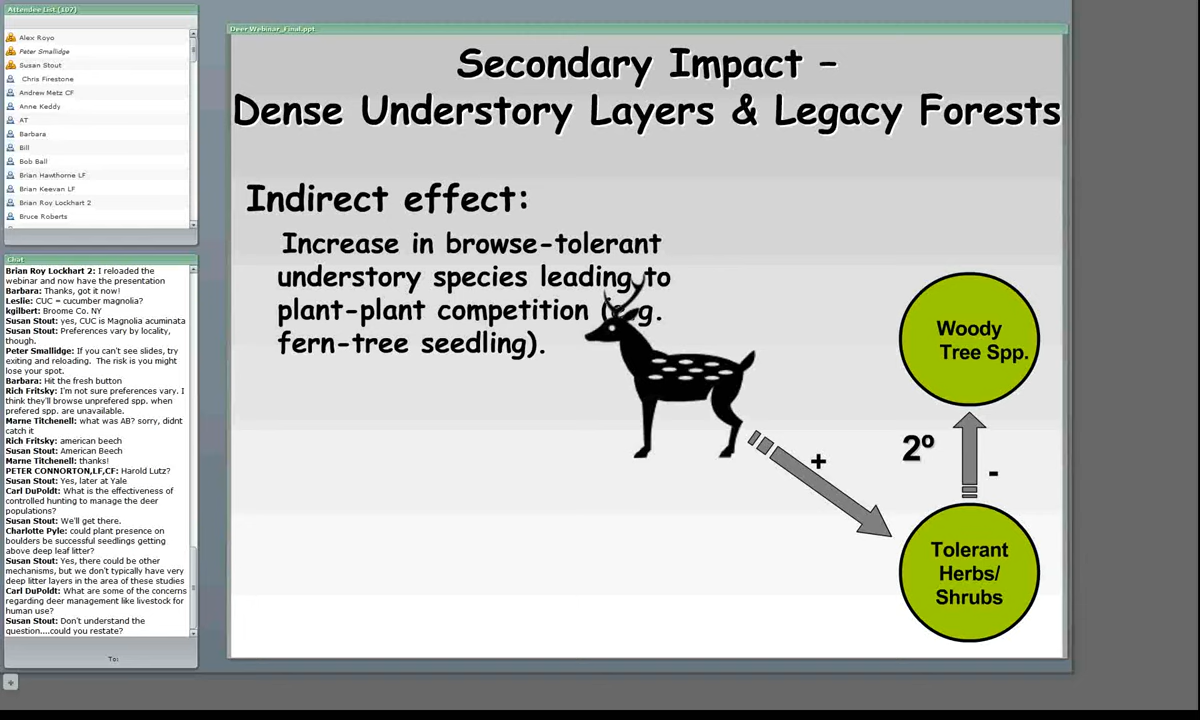 Attendee List (107)
Alex Royo
Peter Smallidge
Susan Stout
Chris Firestone
Andrew Metz CF
Anne Keddy
AT
Barbara
Bill
Bob Ball
Brian Hawthorne LF
Brian Keevan LF
Brian Roy Lockhart 2
Bruce Roberts
Chat
Brian Roy Lockhart 2: I reloaded the
webinar and now have the presentation
Barbara: Thanks, got it now!
Leslie: CUC = cucumber magnolia?
kgilbert: Broome Co. NY
Susan Stout: yes, CUC is Magnolia acuminata
Susan Stout: Preferences vary by locality,
though.
Peter Smallidge: If you can't see slides, try
exiting and reloading. The risk is you might
lose your spot.
Barbara: Hit the fresh button
Rich Fritsky: I'm not sure preferences vary. I
think they'll browse unprefered spp. when
prefered spp. are unavailable.
Marne Titchenell: what was AB? sorry, didnt
catch it
Rich Fritsky: american beech
Susan Stout: American Beech
Marne Titchenell: thanks!
PETER CONNORTON,LF,CF: Harold Lutz?
Susan Stout: Yes, later at Yale
Carl DuPoldt: What is the effectiveness of
controlled hunting to manage the deer
populations?
Susan Stout: We'll get there.
Charlotte Pyle: could plant presence on
boulders be successful seedlings getting
above deep leaf litter?
Susan Stout: Yes, there could be other
mechanisms, but we don't typically have very
deep litter layers in the area of these studies
Carl DuPoldt: What are some of the concerns
regarding deer management like livestock for
human use?
Susan Stout: Don't understand the
question....could you restate?
To:
Deer Webinar_Final.ppt
Secondary Impact –
Dense Understory Layers & Legacy Forests
Indirect effect:
Increase in browse-tolerant
understory species leading to
plant-plant competition (e.g.
fern-tree seedling).
Woody
Tree Spp.
2º
-
+
Tolerant
Herbs/
Shrubs